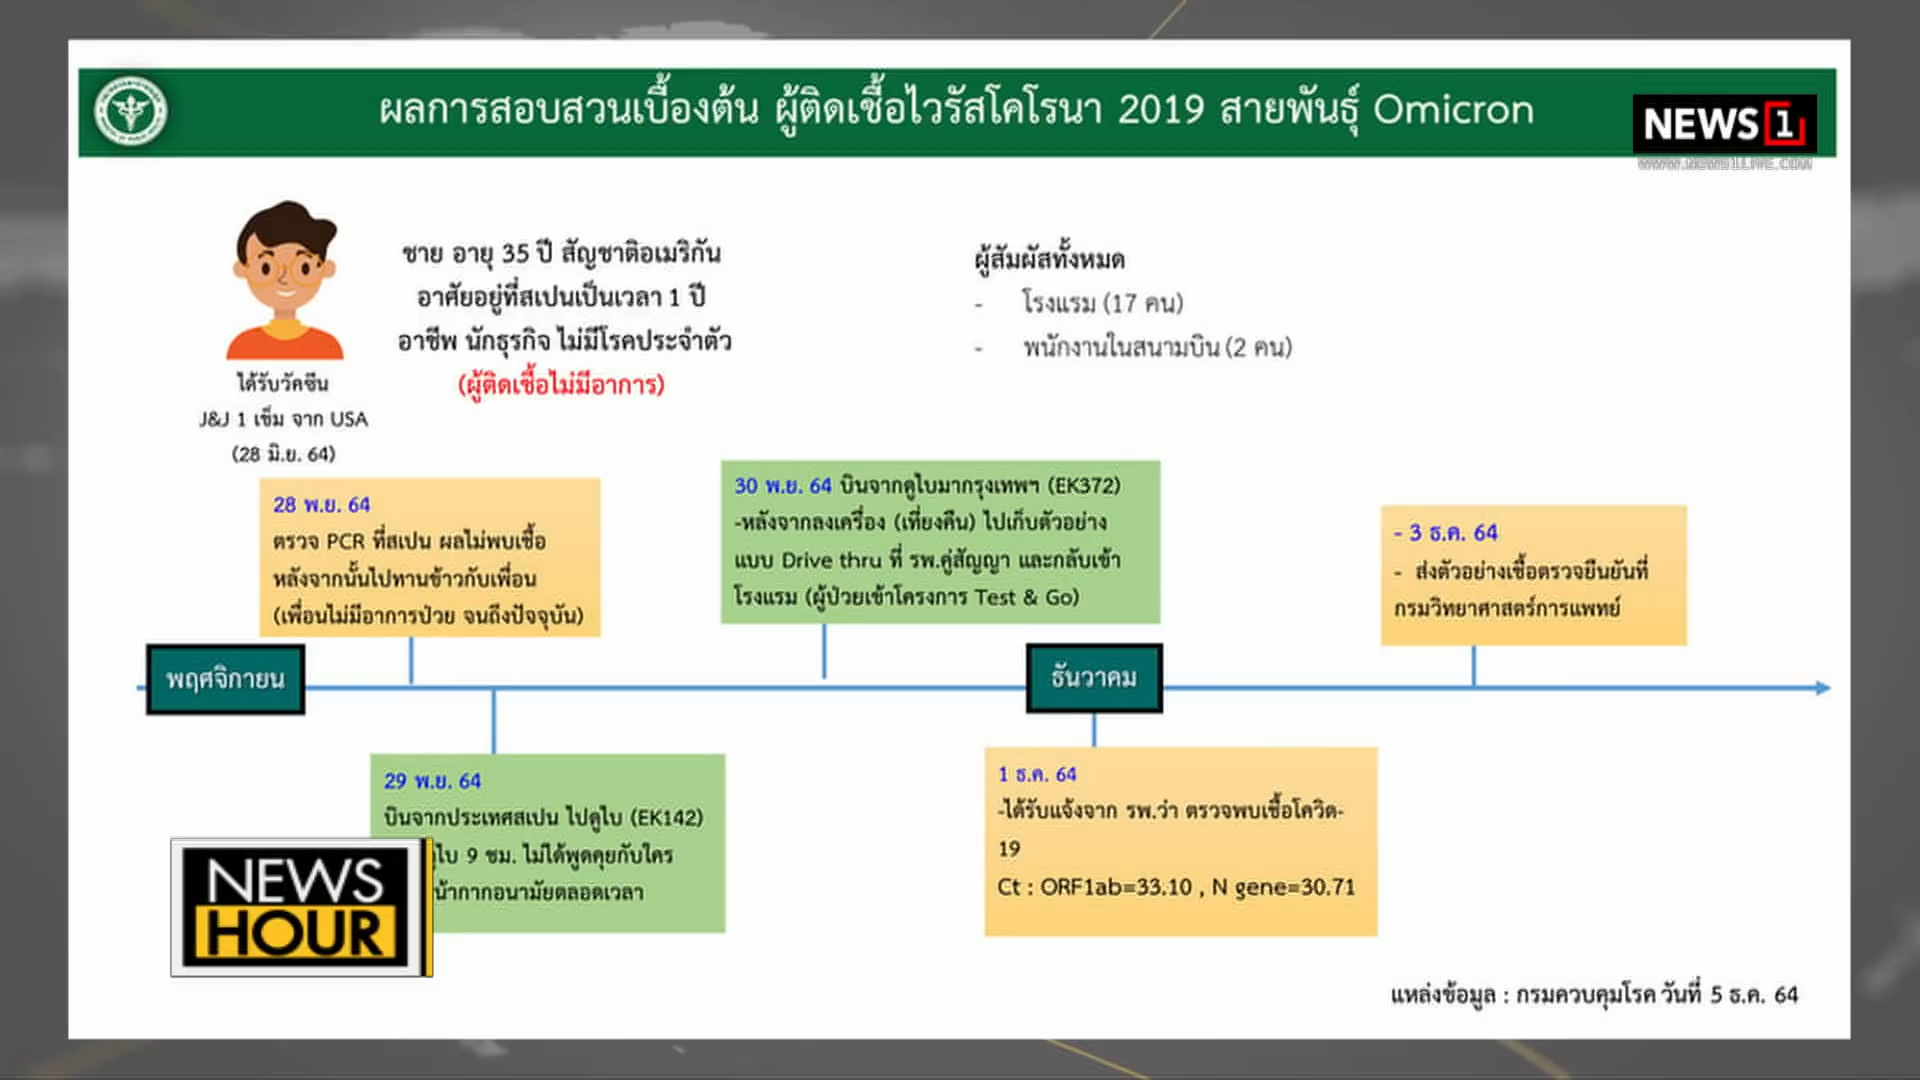 ผลการสอบสวนเบื้องต้น ผู้ติดเชื้อไวรัสโคโรนา 2019 สายพันธุ์ Omicron
NEWS 1
WWW.NEWS1LIVE.COM
ชาย อายุ 35 ปี สัญชาติอเมริกัน
อาศัยอยู่ที่สเปนเป็นเวลา 1 ปี
อาชีพ นักธุรกิจ ไม่มีโรคประจำตัว
(ผู้ติดเชื้อไม่มีอาการ)
ผู้สัมผัสทั้งหมด
- โรงแรม (17 คน)
- พนักงานในสนามบิน (2 คน)
ได้รับวัคซีน
J&J 1 เข็ม จาก USA
(28 มิ.ย. 64)
28 พ.ย. 64
ตรวจ PCR ที่สเปน ผลไม่พบเชื้อ
หลังจากนั้นไปทานข้าวกับเพื่อน
(เพื่อนไม่มีอาการป่วย จนถึงปัจจุบัน)
30 พ.ย. 64 บินจากดูไบมากรุงเทพฯ (EK372)
-หลังจากลงเครื่อง (เที่ยงคืน) ไปเก็บตัวอย่าง
แบบ Drive thru ที่ รพ.คู่สัญญา และกลับเข้า
โรงแรม (ผู้ป่วยเข้าโครงการ Test & Go)
- 3 ธ.ค. 64
- ส่งตัวอย่างเชื้อตรวจยืนยันที่
กรมวิทยาศาสตร์การแพทย์
พฤศจิกายน
ธันวาคม
29 พ.ย. 64
บินจากประเทศสเปน ไปดูไบ (EK142)
9 ชม. ไม่ได้พูดคุยกับใคร
น้ากากอนามัยตลอดเวลา
1 ธ.ค. 64
-ได้รับแจ้งจาก รพ.ว่า ตรวจพบเชื้อโควิด-
19
Ct : ORF1ab=33.10 , N gene=30.71
NEWS
HOUR
แหล่งข้อมูล : กรมควบคุมโรค วันที่ 5 ธ.ค. 64